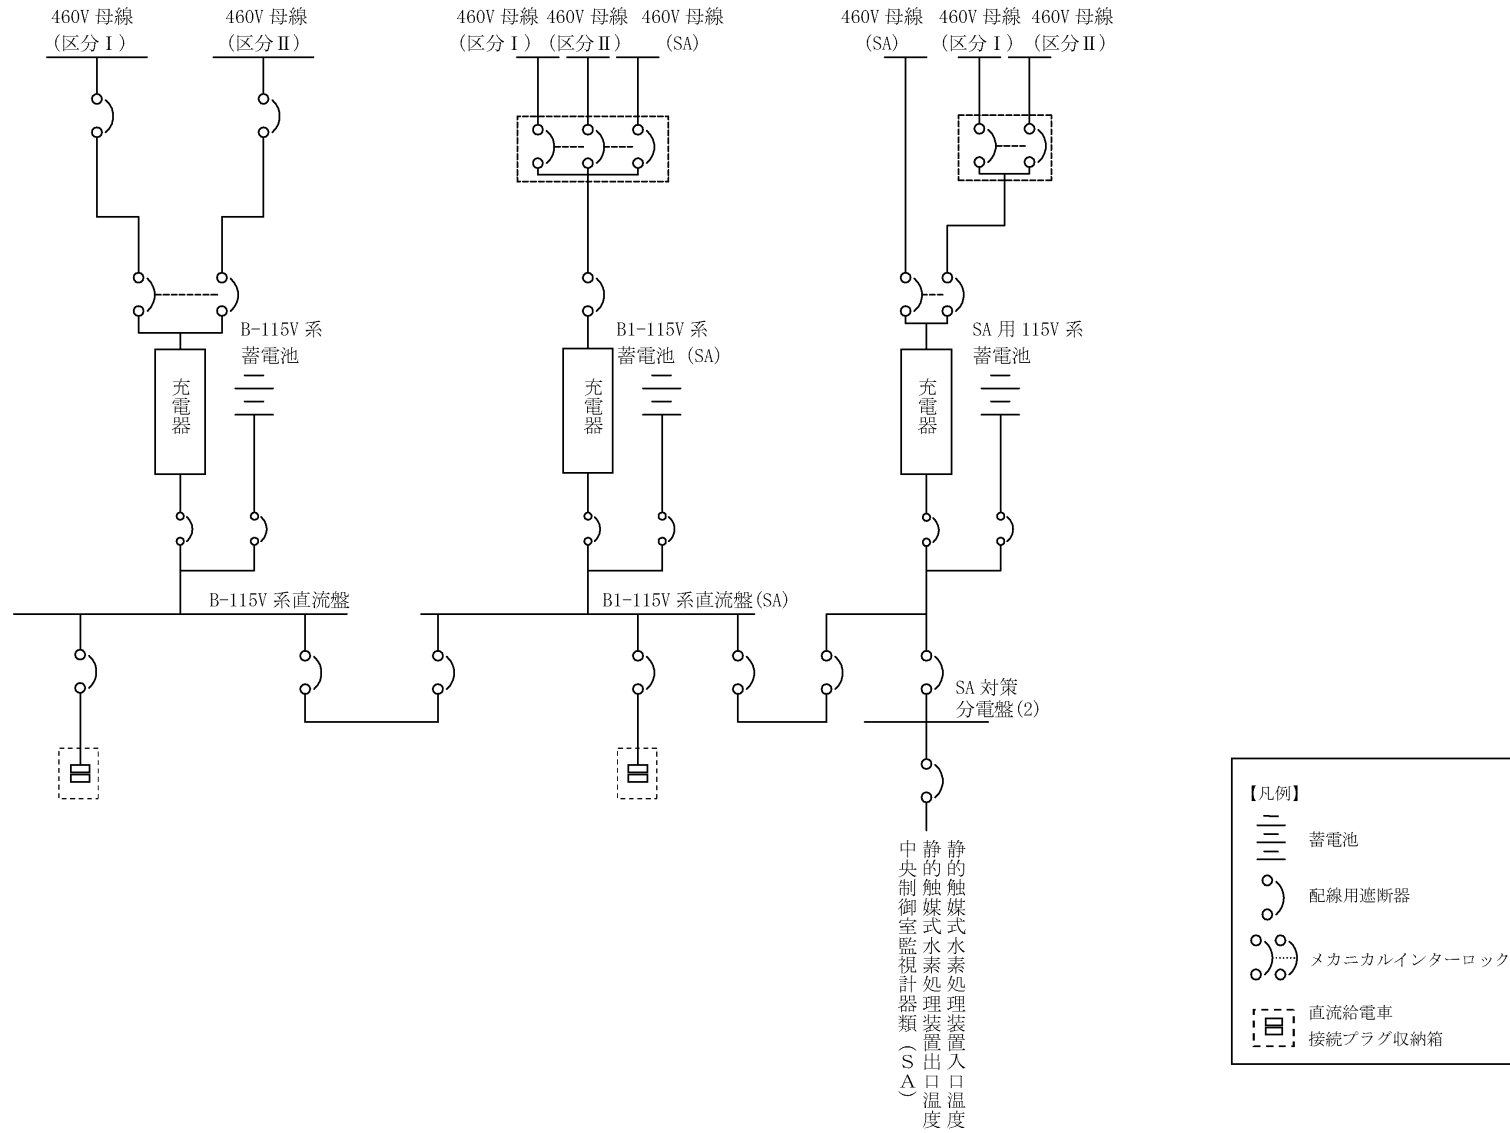 460V 母線
(区分Ⅰ)
460V 母線
(区分Ⅱ)
460V 母線
(区分Ⅰ)
460V 母線
(区分Ⅱ)
460V 母線
(SA)
460V 母線
(SA)
460V 母線
(区分Ⅰ)
460V 母線
(区分Ⅱ)
B-115V 系
蓄電池
充電器
B1-115V 系
蓄電池 (SA)
充電器
SA 用 115V 系
蓄電池
充電器
B-115V 系直流盤
B1-115V 系直流盤(SA)
SA 対策
分電盤(2)
静的触媒式水素処理装置入口温度
静的触媒式水素処理装置出口温度
中央制御室監視計器類(SA)
【凡例】
蓄電池
配線用遮断器
メカニカルインターロック
直流給電車
接続プラグ収納箱